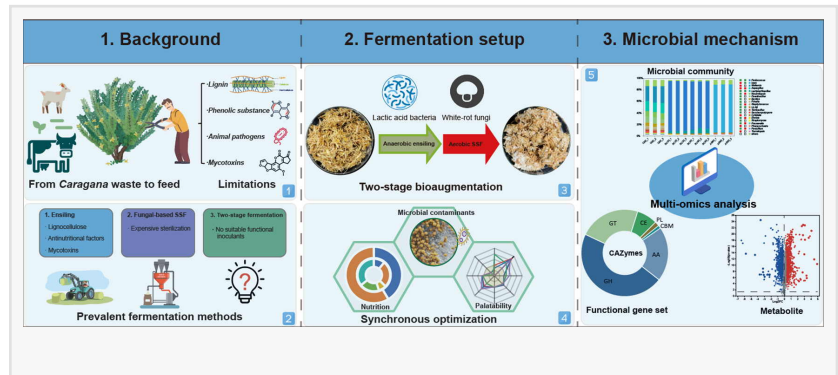 1. Background
2. Fermentation setup
3. Microbial mechanism
·Lignin
·Phenolic substance
·Animal pathogens
·Mycotoxins
From Caragana waste to feed
Limitations
1
1. Ensiling
- Lignocellulose
- Antinutritional factors
- Mycotoxins
2. Fungal-based SSF
- Expensive sterilization
3. Two-stage fermentation
- No suitable functional
inoculants
?
Prevalent fermentation methods
2
Lactic acid bacteria
White-rot fungi
Anaerobic ensiling
Aerobic SSF
Two-stage bioaugmentation
3
Microbial contaminants
Nutrition
Palatability
Synchronous optimization
4
5
Microbial community
Multi-omics analysis
GT
CE
PL
CBM
AA
GH
CAZymes
Functional gene set
Metabolite